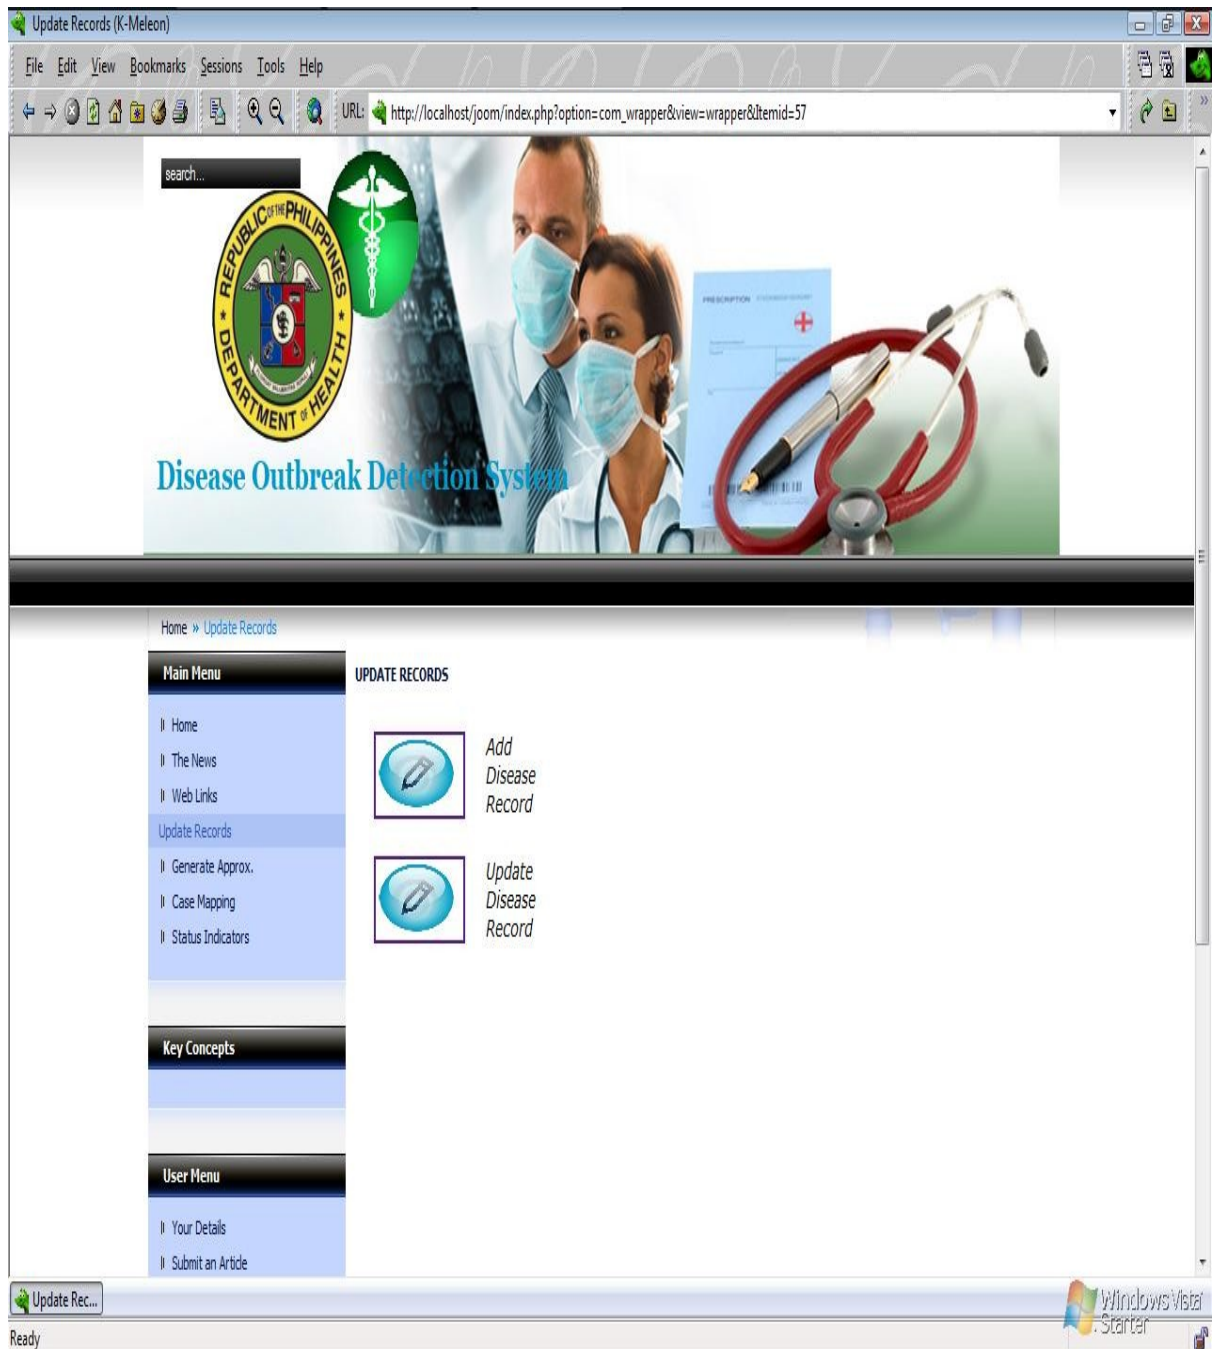 Update Records (K-Meleon)
File Edit View Bookmarks Sessions Tools Help
URL: http://localhost/joom/index.php?option=com_wrapper&view=wrapper&Itemid=57
search...
REPUBLIC OF THE PHILIPPINES
DEPARTMENT OF HEALTH
PRESCRIPTION
Disease Outbreak Detection System
Home » Update Records
Main Menu
UPDATE RECORDS
Home
The News
Web Links
Update Records
Generate Approx.
Case Mapping
Status Indicators
Add
Disease
Record
Update
Disease
Record
Key Concepts
User Menu
Your Details
Submit an Article
Update Rec...
Windows Vista
Starter
Ready